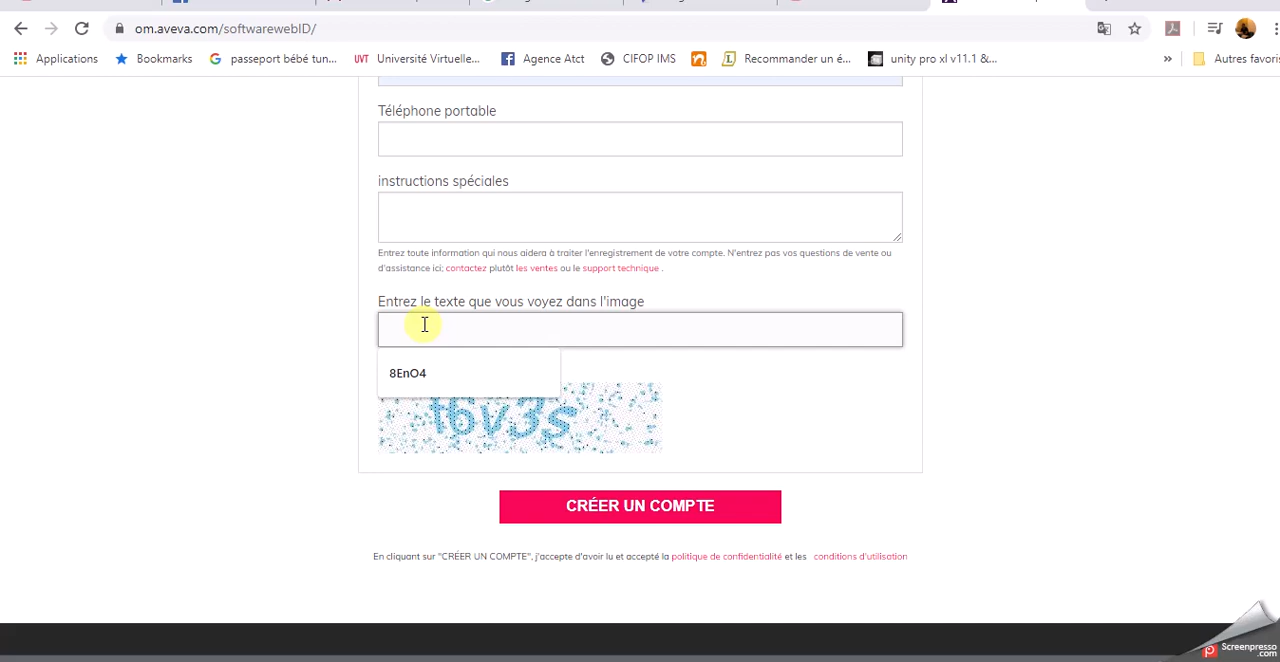 om.aveva.com/softwarewebID/
Applications
Bookmarks
passeport bébé tun...
UVT Université Virtuelle...
Agence Atct
CIFOP IMS
Recommander un é...
unity pro xl v11.1 &...
»
Autres favoris
Téléphone portable
instructions spéciales
Entrez toute information qui nous aidera à traiter l'enregistrement de votre compte. N'entrez pas vos questions de vente ou
d'assistance ici; contactez plutôt les ventes ou le support technique .
Entrez le texte que vous voyez dans l'image
8EnO4
t6v3s
CRÉER UN COMPTE
En cliquant sur "CRÉER UN COMPTE", j'accepte d'avoir lu et accepté la politique de confidentialité et les conditions d'utilisation
Screenpresso
.com